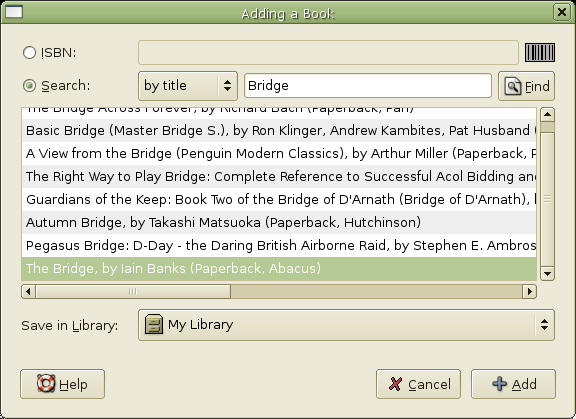 Adding a Book
ISBN:
Search: by title Bridge Find
The Bridge Across Forever, by Richard Bach (Paperback, Pan)
Basic Bridge (Master Bridge S.), by Ron Klinger, Andrew Kambites, Pat Husband (
A View from the Bridge (Penguin Modern Classics), by Arthur Miller (Paperback, P
The Right Way to Play Bridge: Complete Reference to Successful Acol Bidding and
Guardians of the Keep: Book Two of the Bridge of D'Arnath (Bridge of D'Arnath), 
Autumn Bridge, by Takashi Matsuoka (Paperback, Hutchinson)
Pegasus Bridge: D-Day - the Daring British Airborne Raid, by Stephen E. Ambros
The Bridge, by Iain Banks (Paperback, Abacus)
Save in Library: My Library
Help Cancel Add